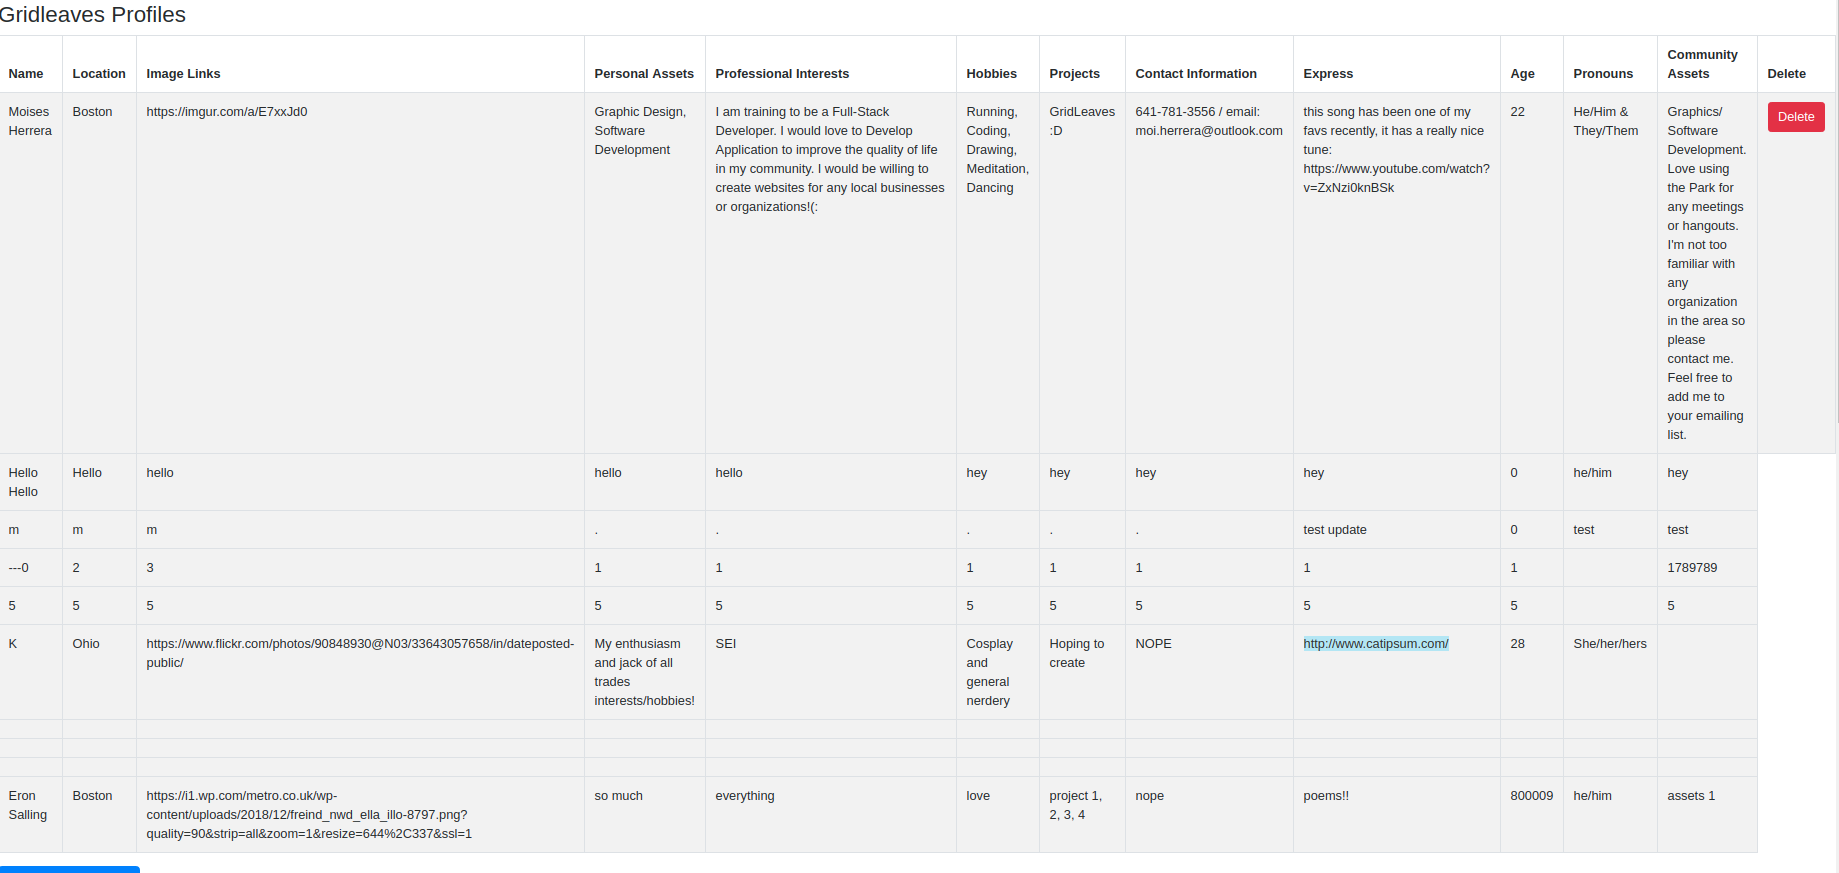 Gridleaves Profiles
Community
Name Location Image Links Personal Assets Professional Interests Hobbies Projects Contact Information Express Age Pronouns Assets Delete
Moises
Herrera
Boston
https://imgur.com/a/E7xxJd0
Graphic Design,
Software
Development
I am training to be a Full-Stack
Developer. I would love to Develop
Application to improve the quality of life
in my community. I would be willing to
create websites for any local businesses
or organizations!(:
Running,
Coding,
Drawing,
Meditation,
Dancing
GridLeaves
:D
641-781-3556 / email:
moi.herrera@outlook.com
this song has been one of my
favs recently, it has a really nice
tune:
https://www.youtube.com/watch?
v=ZxNzi0knBSk
22
He/Him &
They/Them
Graphics/
Software
Development.
Love using
the Park for
any meetings
or hangouts.
I'm not too
familiar with
any
organization
in the area so
please
contact me.
Feel free to
add me to
your emailing
list.
Delete
Hello
Hello
Hello
hello
hello
hello
hey
hey
hey
hey
0
he/him
hey
m m m . . . . . test update 0 test test
---0 2 3 1 1 1 1 1 1 1 1789789
5 5 5 5 5 5 5 5 5 5 5
K
Ohio
https://www.flickr.com/photos/90848930@N03/33643057658/in/dateposted-
public/
My enthusiasm
and jack of all
trades
interests/hobbies!
SEI
Cosplay
and
general
nerdery
Hoping to
create
NOPE
http://www.catipsum.com/
28
She/her/hers
Eron
Salling
Boston
https://i1.wp.com/metro.co.uk/wp-
content/uploads/2018/12/freind_nwd_ella_illo-8797.png?
quality=90&strip=all&zoom=1&resize=644%2C337&ssl=1
so much
everything
love
project 1,
2, 3, 4
nope
poems!!
800009
he/him
assets 1